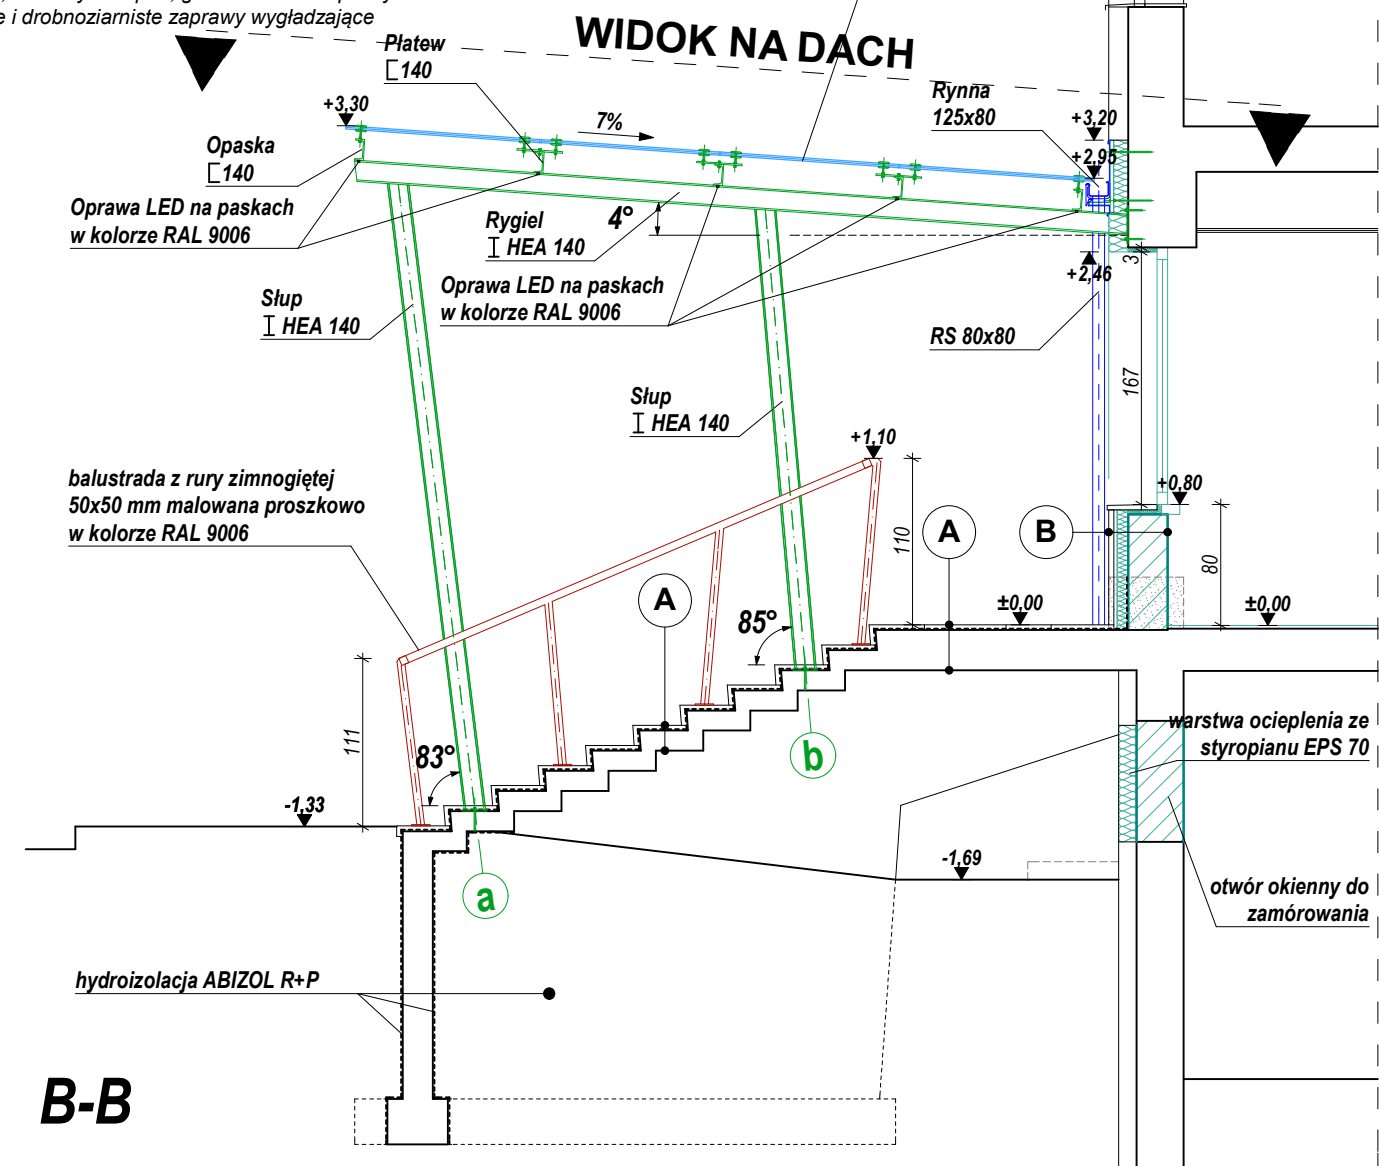 e i drobnoziarniste zaprawy wygładzające
WIDOK NA DACH
Płatew
[140
Rynna
125x80
+3,30
7%
+3,20
+2,95
Opaska
[140
Oprawa LED na paskach
w kolorze RAL 9006
Rygiel
I HEA 140
4°
3
+2,46
Oprawa LED na paskach
w kolorze RAL 9006
Słup
I HEA 140
RS 80x80
167
Słup
I HEA 140
+1,10
balustrada z rury zimnogiętej
50x50 mm malowana proszkowo
w kolorze RAL 9006
+0,80
110
A
B
80
A
±0,00
±0,00
85°
111
83°
b
warstwa ocieplenia ze
styropianu EPS 70
-1,33
-1,69
a
otwór okienny do
zamórowania
hydroizolacja ABIZOL R+P
B-B